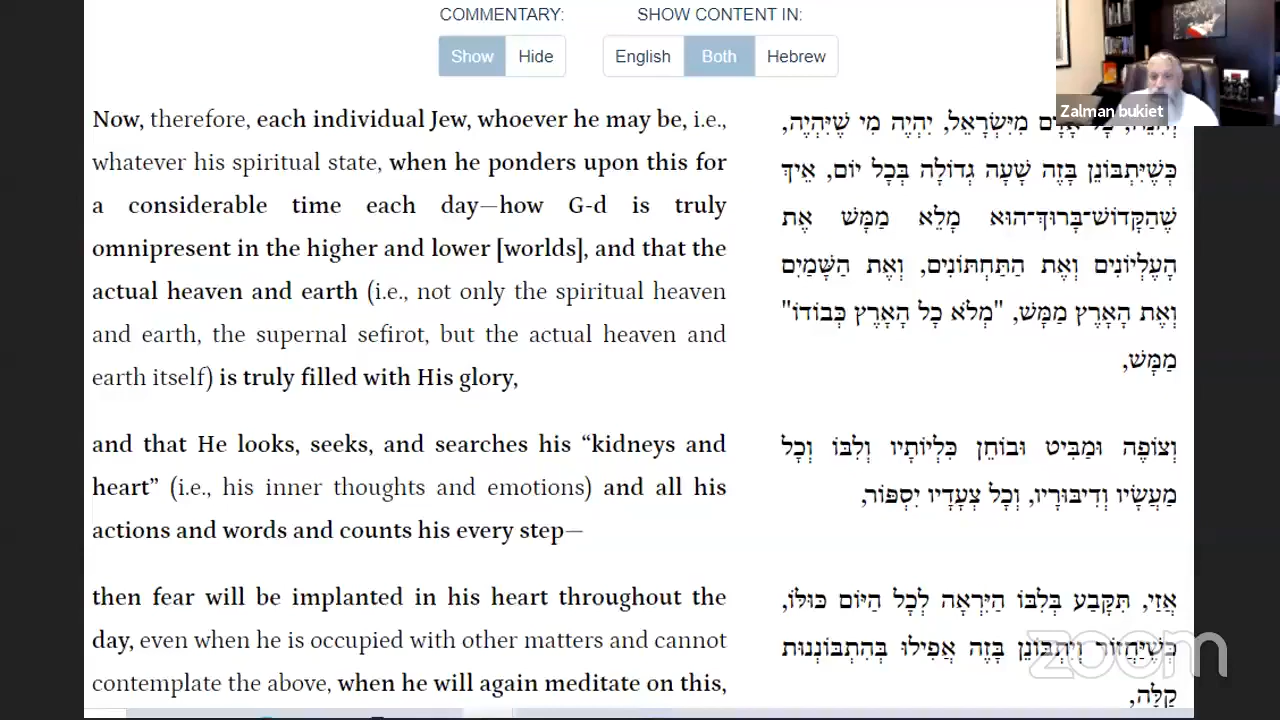 COMMENTARY:
SHOW CONTENT IN:
Show Hide
English Both Hebrew
Zalman bukiet
Now, therefore, each individual Jew, whoever he may be, i.e.,
whatever his spiritual state, when he ponders upon this for
a considerable time each day—how G-d is truly
omnipresent in the higher and lower [worlds], and that the
actual heaven and earth (i.e., not only the spiritual heaven
and earth, the supernal sefirot, but the actual heaven and
earth itself) is truly filled with His glory,
and that He looks, seeks, and searches his “kidneys and
heart” (i.e., his inner thoughts and emotions) and all his
actions and words and counts his every step—
then fear will be implanted in his heart throughout the
day, even when he is occupied with other matters and cannot
contemplate the above, when he will again meditate on this,
אָדָם מִיִּשְׂרָאֵל, יִהְיֶה מִי שֶׁיִּהְיֶה,
כְּשֶׁיִּתְבּוֹנֵן בָּזֶה שָׁעָה גְדוֹלָה בְּכָל יוֹם, אֵיךְ
שֶׁהַקָּדוֹשׁ־בָּרוּךְ־הוּא מָלֵא מַמָּשׁ אֶת
הָעֶלְיוֹנִים וְאֶת הַתַּחְתּוֹנִים, וְאֶת הַשָּׁמַיִם
וְאֶת הָאָרֶץ מַמָּשׁ, "מְלֹא כָל הָאָרֶץ כְּבוֹדוֹ"
מַמָּשׁ,
וְצוֹפֶה וּמַבִּיט וּבוֹחֵן כִּלְיוֹתָיו וְלִבּוֹ וְכָל
מַעֲשָׂיו וְדִיבּוּרָיו, וְכָל צְעָדָיו יִסְפּוֹר,
אֲזַי, תִּקָּבַע בְּלִבּוֹ הַיִּרְאָה לְכָל הַיּוֹם כּוּלּוֹ,
כְּשֶׁיַּחֲזוֹר וְיִתְבּוֹנֵן בָּזֶה אֲפִילוּ בְּהִתְבּוֹנְנוּת
קַלָּה,
zoom